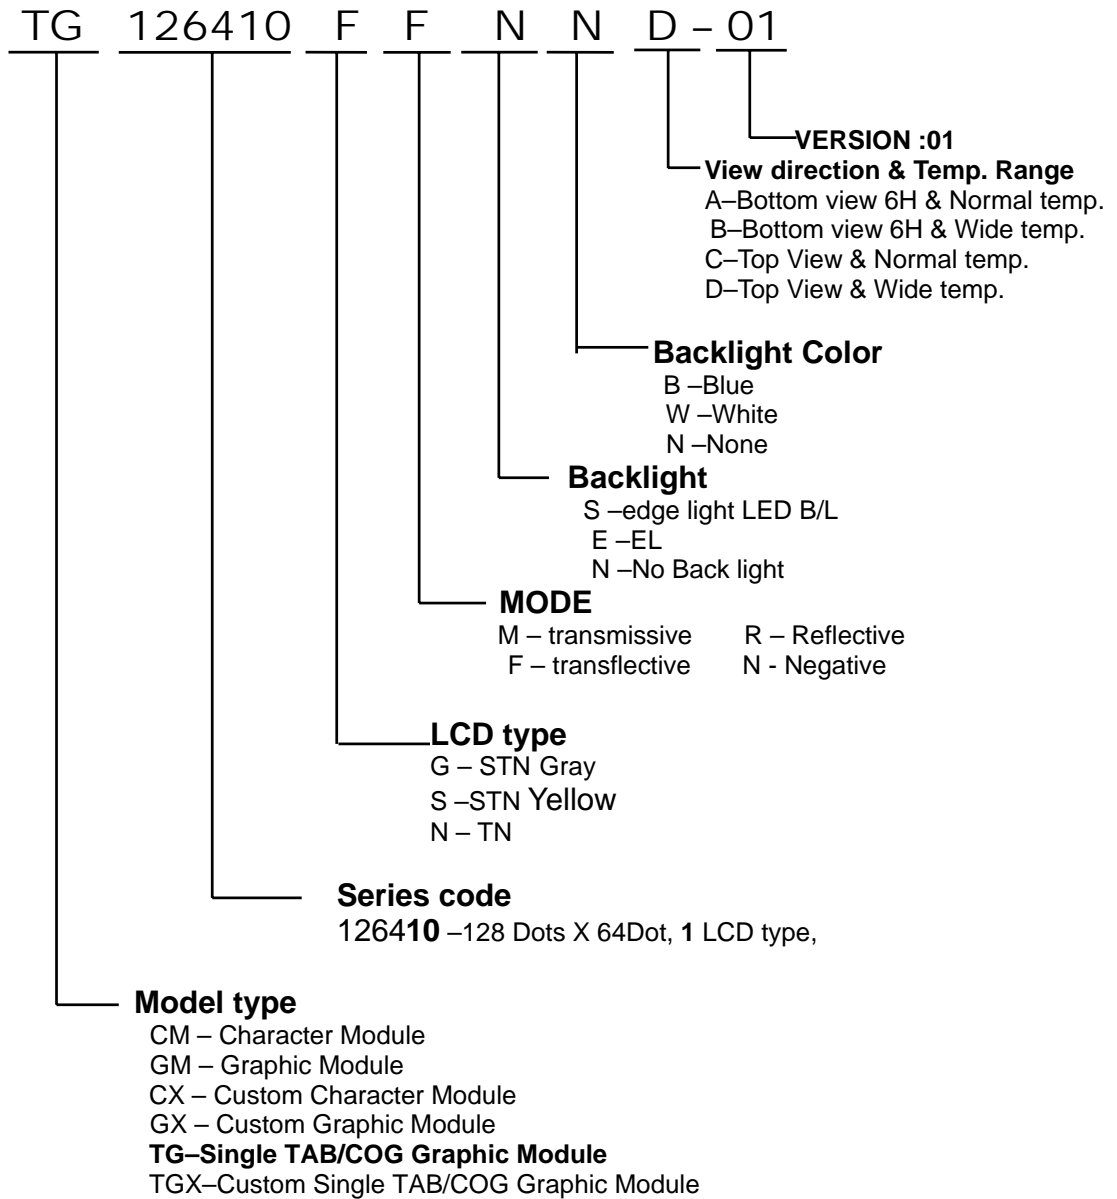 TG 126410 F F N N D – 01
VERSION :01
View direction & Temp. Range
A–Bottom view 6H & Normal temp.
B–Bottom view 6H & Wide temp.
C–Top View & Normal temp.
D–Top View & Wide temp.
Backlight Color
B –Blue
W –White
N –None
Backlight
S –edge light LED B/L
E –EL
N –No Back light
MODE
M – transmissive R – Reflective
F – transflective N - Negative
LCD type
G – STN Gray
S –STN Yellow
N – TN
Series code
126410 –128 Dots X 64Dot, 1 LCD type,
Model type
CM – Character Module
GM – Graphic Module
CX – Custom Character Module
GX – Custom Graphic Module
TG–Single TAB/COG Graphic Module
TGX–Custom Single TAB/COG Graphic Module